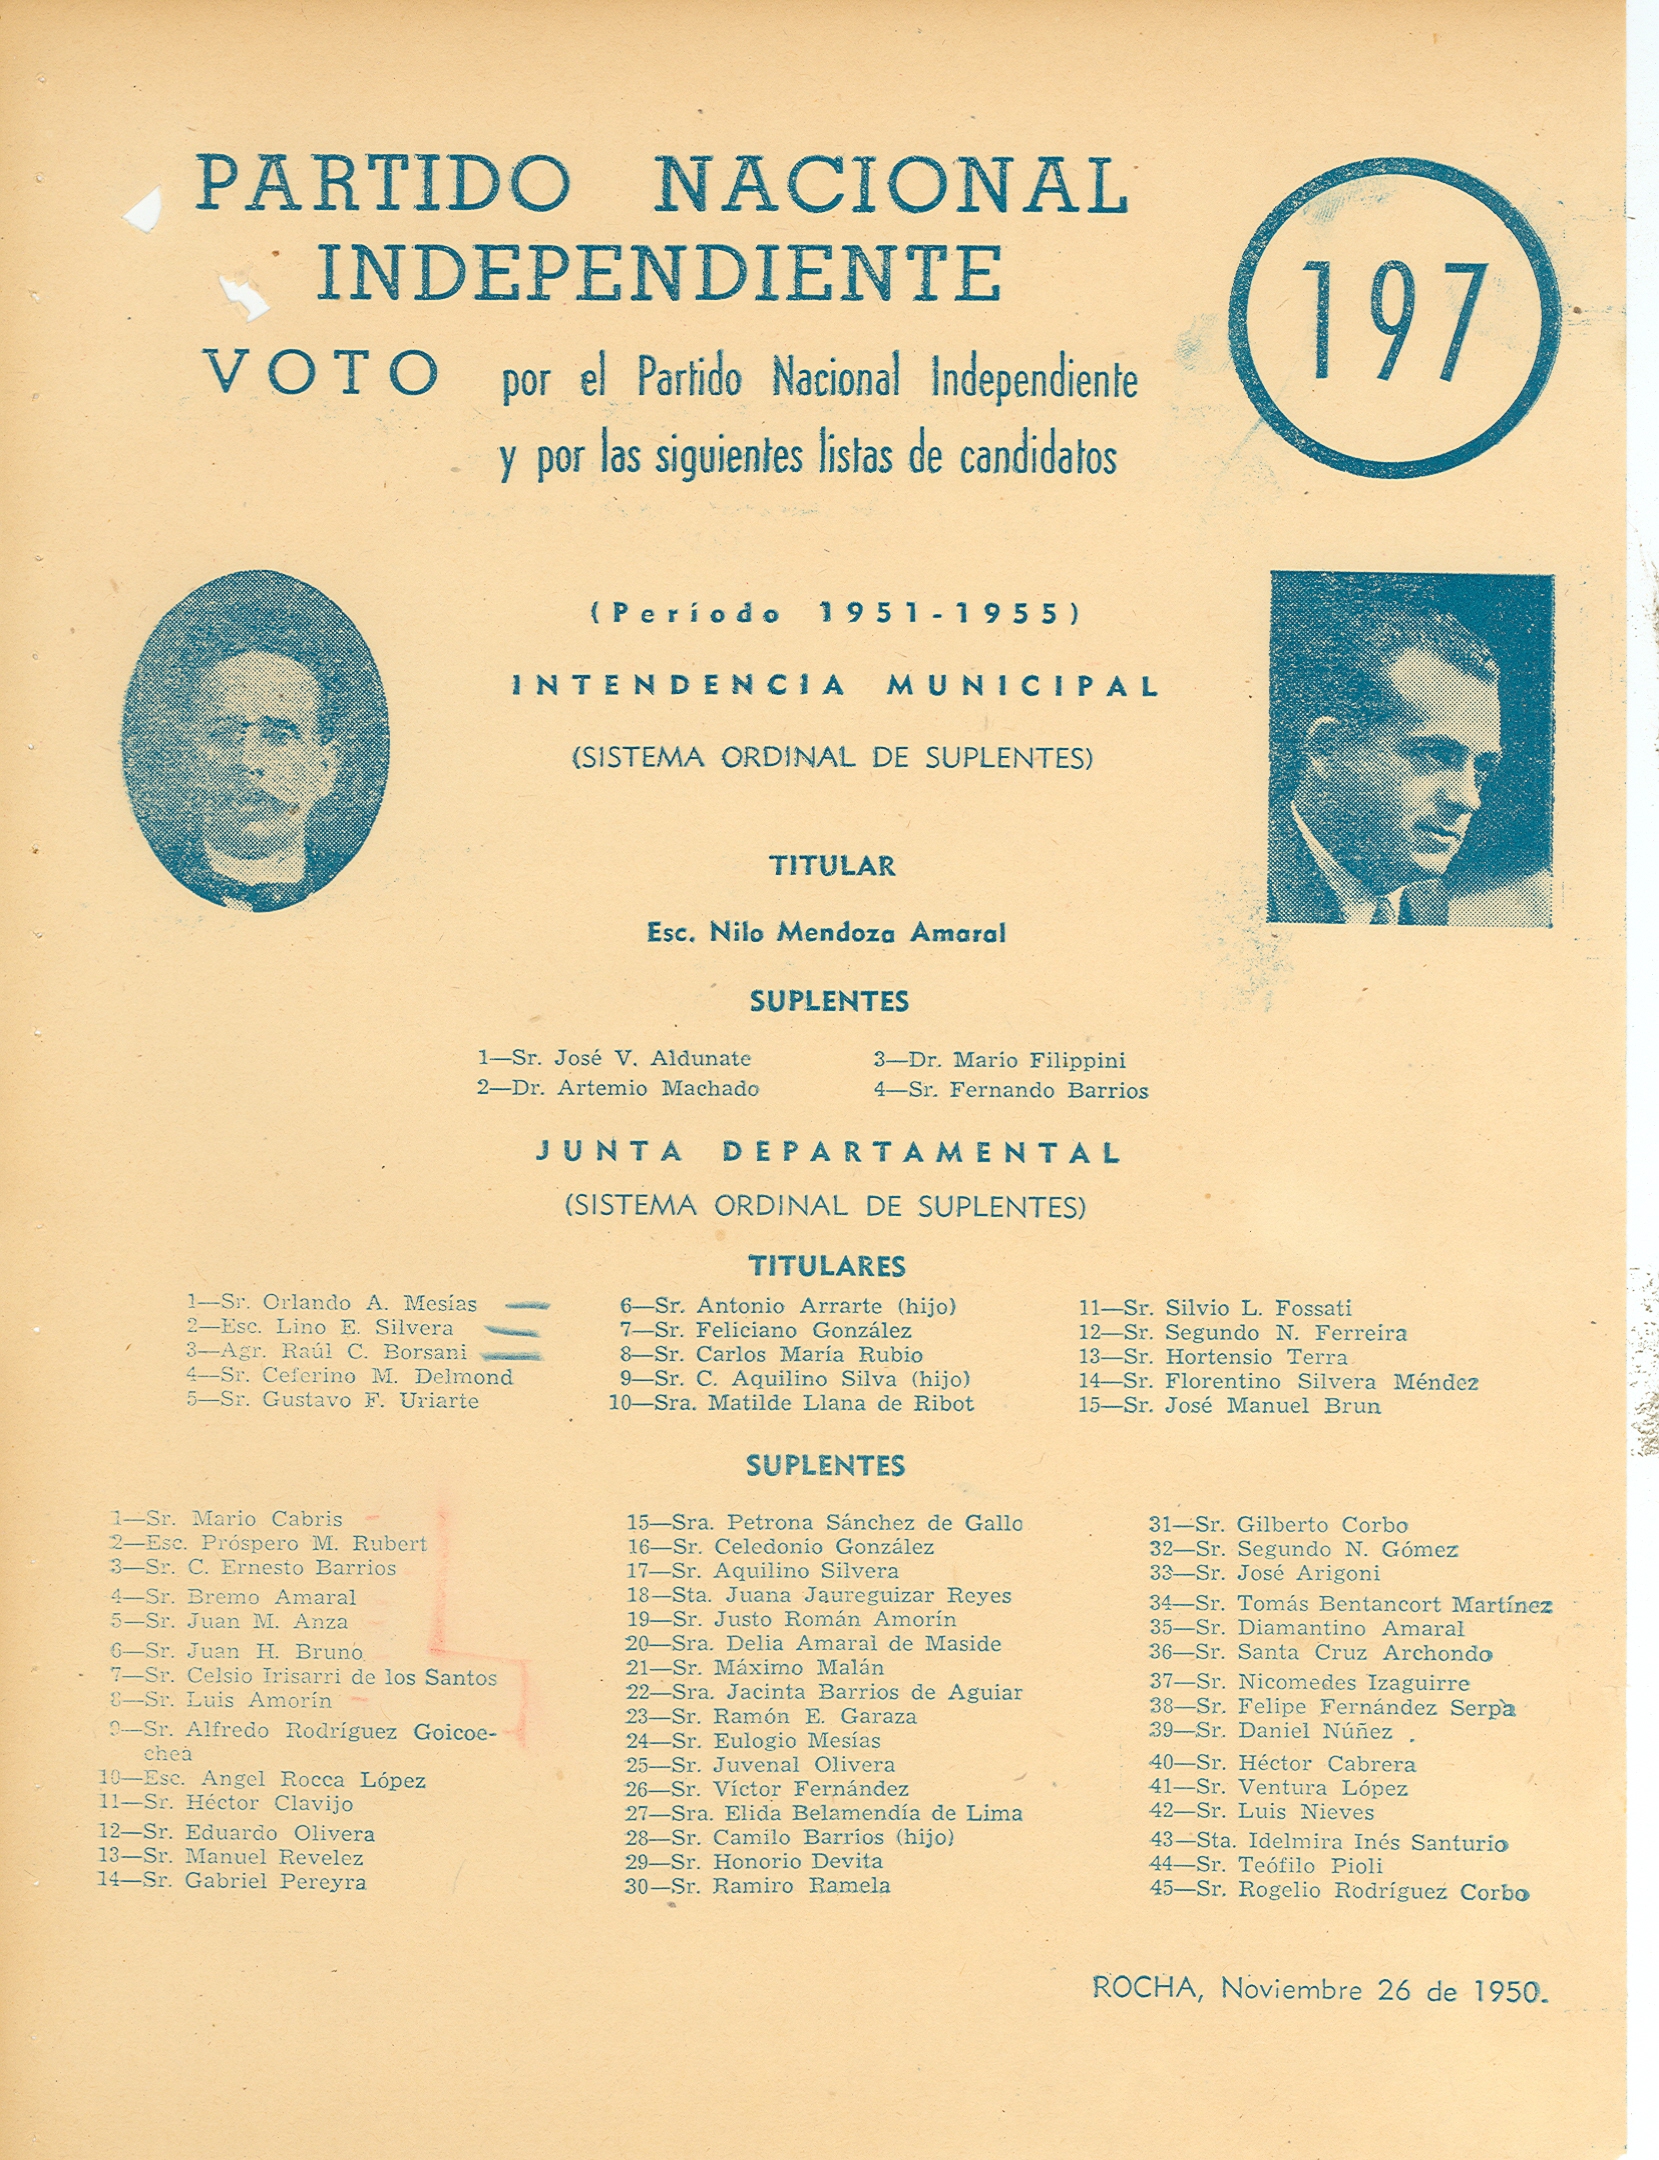 PARTIDO NACIONAL
INDEPENDIENTE
197
VOTO por el Partido Nacional Independiente
y por las siguientes listas de candidatos
(Período 1951-1955)
INTENDENCIA MUNICIPAL
(SISTEMA ORDINAL DE SUPLENTES)
TITULAR
Esc. Nilo Mendoza Amaral
SUPLENTES
1—Sr. José V. Aldunate
2—Dr. Artemio Machado
3—Dr. Mario Filippini
4—Sr. Fernando Barrios
JUNTA DEPARTAMENTAL
(SISTEMA ORDINAL DE SUPLENTES)
TITULARES
1—Sr. Orlando A. Mesías
2—Esc. Lino E. Silvera
3—Agr. Raúl C. Borsani
4—Sr. Ceferino M. Delmond
5—Sr. Gustavo F. Uriarte
6—Sr. Antonio Arrarte (hijo)
7—Sr. Feliciano González
8—Sr. Carlos María Rubio
9—Sr. C. Aquilino Silva (hijo)
10—Sra. Matilde Llana de Ribot
11—Sr. Silvio L. Fossati
12—Sr. Segundo N. Ferreira
13—Sr. Hortensio Terra
14—Sr. Florentino Silvera Méndez
15—Sr. José Manuel Brun
SUPLENTES
1—Sr. Mario Cabris
2—Esc. Próspero M. Rubert
3—Sr. C. Ernesto Barrios
4—Sr. Bremo Amaral
5—Sr. Juan M. Anza
6—Sr. Juan H. Bruno
7—Sr. Celsio Irisarri de los Santos
8—Sr. Luis Amorín
9—Sr. Alfredo Rodríguez Goicoe-
chea
10—Esc. Angel Rocca López
11—Sr. Héctor Clavijo
12—Sr. Eduardo Olivera
13—Sr. Manuel Revelez
14—Sr. Gabriel Pereyra
15—Sra. Petrona Sánchez de Gallo
16—Sr. Celedonio González
17—Sr. Aquilino Silvera
18—Sta. Juana Jaureguizar Reyes
19—Sr. Justo Román Amorín
20—Sra. Delia Amaral de Maside
21—Sr. Máximo Malán
22—Sra. Jacinta Barrios de Aguiar
23—Sr. Ramón E. Garaza
24—Sr. Eulogio Mesías
25—Sr. Juvenal Olivera
26—Sr. Víctor Fernández
27—Sra. Elida Belamendía de Lima
28—Sr. Camilo Barrios (hijo)
29—Sr. Honorio Devita
30—Sr. Ramiro Ramela
31—Sr. Gilberto Corbo
32—Sr. Segundo N. Gómez
33—Sr. José Arigoni
34—Sr. Tomás Bentancort Martínez
35—Sr. Diamantino Amaral
36—Sr. Santa Cruz Archondo
37—Sr. Nicomedes Izaguirre
38—Sr. Felipe Fernández Serpa
39—Sr. Daniel Núñez .
40—Sr. Héctor Cabrera
41—Sr. Ventura López
42—Sr. Luis Nieves
43—Sta. Idelmira Inés Santurio
44—Sr. Teófilo Pioli
45—Sr. Rogelio Rodríguez Corbo
ROCHA, Noviembre 26 de 1950.